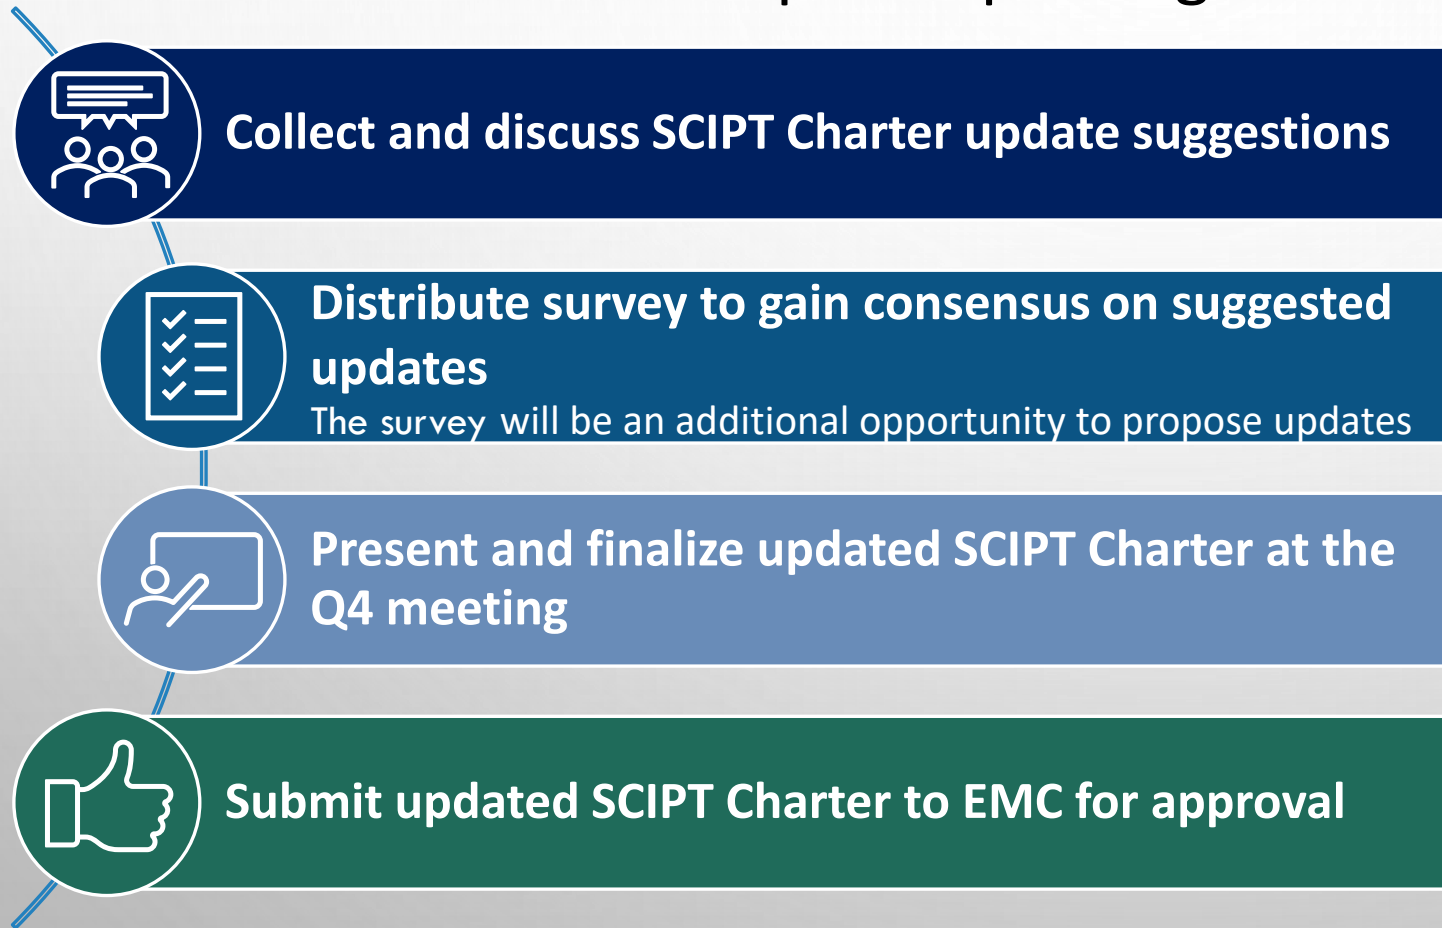 Collect and discuss SCIPT Charter update suggestions
Distribute survey to gain consensus on suggested
updates
The survey will be an additional opportunity to propose updates
Present and finalize updated SCIPT Charter at the
Q4 meeting
Submit updated SCIPT Charter to EMC for approval